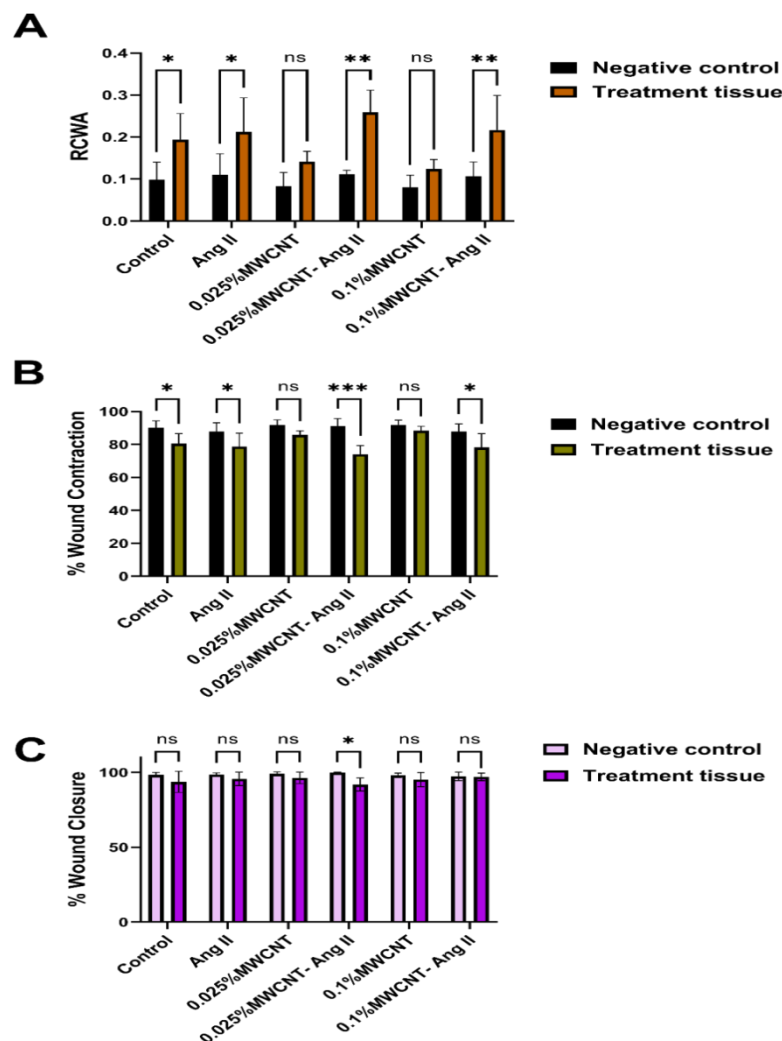 A
* * ns ** ns **
0.4
0.3
0.2
0.1
0.0
RCWA
Control
Ang II
0.025%MWCNT
0.025%MWCNT- Ang II
0.1%MWCNT
0.1%MWCNT- Ang II
Negative control
Treatment tissue
B
* * ns *** ns *
100
80
60
40
20
0
% Wound Contraction
Control
Ang II
0.025%MWCNT
0.025%MWCNT- Ang II
0.1%MWCNT
0.1%MWCNT- Ang II
Negative control
Treatment tissue
C
ns ns ns * ns ns
100
50
0
% Wound Closure
Control
Ang II
0.025%MWCNT
0.025%MWCNT- Ang II
0.1%MWCNT
0.1%MWCNT- Ang II
Negative control
Treatment tissue